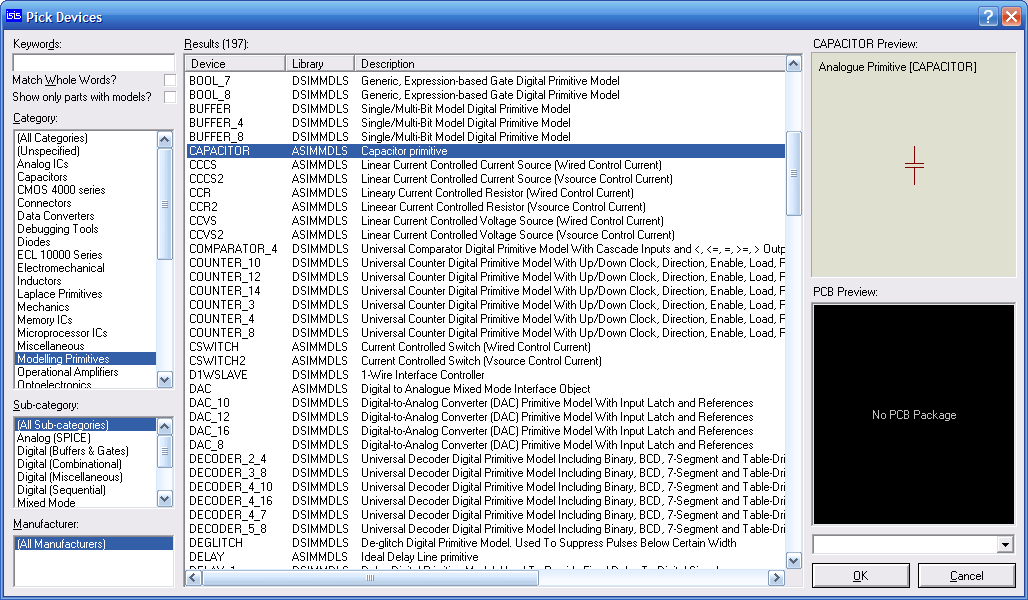 isis Pick Devices
Keywords:
Match Whole Words?
Show only parts with models?
Category:
(All Categories)
(Unspecified)
Analog ICs
Capacitors
CMOS 4000 series
Connectors
Data Converters
Debugging Tools
Diodes
ECL 10000 Series
Electromechanical
Inductors
Laplace Primitives
Mechanics
Memory ICs
Microprocessor ICs
Miscellaneous
Modelling Primitives
Operational Amplifiers
Optoelectronics
Sub-category:
(All Sub-categories)
Analog (SPICE)
Digital (Buffers & Gates)
Digital (Combinational)
Digital (Miscellaneous)
Digital (Sequential)
Mixed Mode
Manufacturer:
(All Manufacturers)
Results (197):
Device Library Description
BOOL_7 DSIMMDLS Generic, Expression-based Gate Digital Primitive Model
BOOL_8 DSIMMDLS Generic, Expression-based Gate Digital Primitive Model
BUFFER DSIMMDLS Single/Multi-Bit Model Digital Primitive Model
BUFFER_4 DSIMMDLS Single/Multi-Bit Model Digital Primitive Model
BUFFER_8 DSIMMDLS Single/Multi-Bit Model Digital Primitive Model
CAPACITOR ASIMMDLS Capacitor primitive
CCCS ASIMMDLS Linear Current Controlled Current Source (Wired Control Current)
CCCS2 ASIMMDLS Linear Current Controlled Current Source (Vsource Control Current)
CCR ASIMMDLS Lineary Current Controlled Resistor (Wired Control Current)
CCR2 ASIMMDLS Lineear Current Controlled Resistor (Vsource Control Current)
CCVS ASIMMDLS Linear Current Controlled Voltage Source (Wired Control Current)
CCVS2 ASIMMDLS Linear Current Controlled Voltage Source (Vsource Control Current)
COMPARATOR_4 DSIMMDLS Universal Comparator Digital Primitive Model With Cascade Inputs and <, <=, =, >=, > Outp
COUNTER_10 DSIMMDLS Universal Counter Digital Primitive Model With Up/Down Clock, Direction, Enable, Load, F
COUNTER_12 DSIMMDLS Universal Counter Digital Primitive Model With Up/Down Clock, Direction, Enable, Load, F
COUNTER_14 DSIMMDLS Universal Counter Digital Primitive Model With Up/Down Clock, Direction, Enable, Load, F
COUNTER_3 DSIMMDLS Universal Counter Digital Primitive Model With Up/Down Clock, Direction, Enable, Load, F
COUNTER_4 DSIMMDLS Universal Counter Digital Primitive Model With Up/Down Clock, Direction, Enable, Load, F
COUNTER_8 DSIMMDLS Universal Counter Digital Primitive Model With Up/Down Clock, Direction, Enable, Load, F
CSWITCH ASIMMDLS Current Controlled Switch (Wired Control Current)
CSWITCH2 ASIMMDLS Current Controlled Switch (Vsource Control Current)
D1WSLAVE DSIMMDLS 1-Wire Interface Controller
DAC ASIMMDLS Digital to Analogue Mixed Mode Interface Object
DAC_10 DSIMMDLS Digital-to-Analog Converter (DAC) Primitive Model With Input Latch and References
DAC_12 DSIMMDLS Digital-to-Analog Converter (DAC) Primitive Model With Input Latch and References
DAC_16 DSIMMDLS Digital-to-Analog Converter (DAC) Primitive Model With Input Latch and References
DAC_8 DSIMMDLS Digital-to-Analog Converter (DAC) Primitive Model With Input Latch and References
DECODER_2_4 DSIMMDLS Universal Decoder Digital Primitive Model Including Binary, BCD, 7-Segment and Table-Dri
DECODER_3_8 DSIMMDLS Universal Decoder Digital Primitive Model Including Binary, BCD, 7-Segment and Table-Dri
DECODER_4_10 DSIMMDLS Universal Decoder Digital Primitive Model Including Binary, BCD, 7-Segment and Table-Dri
DECODER_4_16 DSIMMDLS Universal Decoder Digital Primitive Model Including Binary, BCD, 7-Segment and Table-Dri
DECODER_4_7 DSIMMDLS Universal Decoder Digital Primitive Model Including Binary, BCD, 7-Segment and Table-Dri
DECODER_5_8 DSIMMDLS Universal Decoder Digital Primitive Model Including Binary, BCD, 7-Segment and Table-Dri
DEGLITCH DSIMMDLS De-glitch Digital Primitive Model. Used To Suppress Pulses Below Certain Width
DELAY ASIMMDLS Ideal Delay Line primitive
CAPACITOR Preview:
Analogue Primitive [CAPACITOR]
PCB Preview:
No PCB Package
OK
Cancel